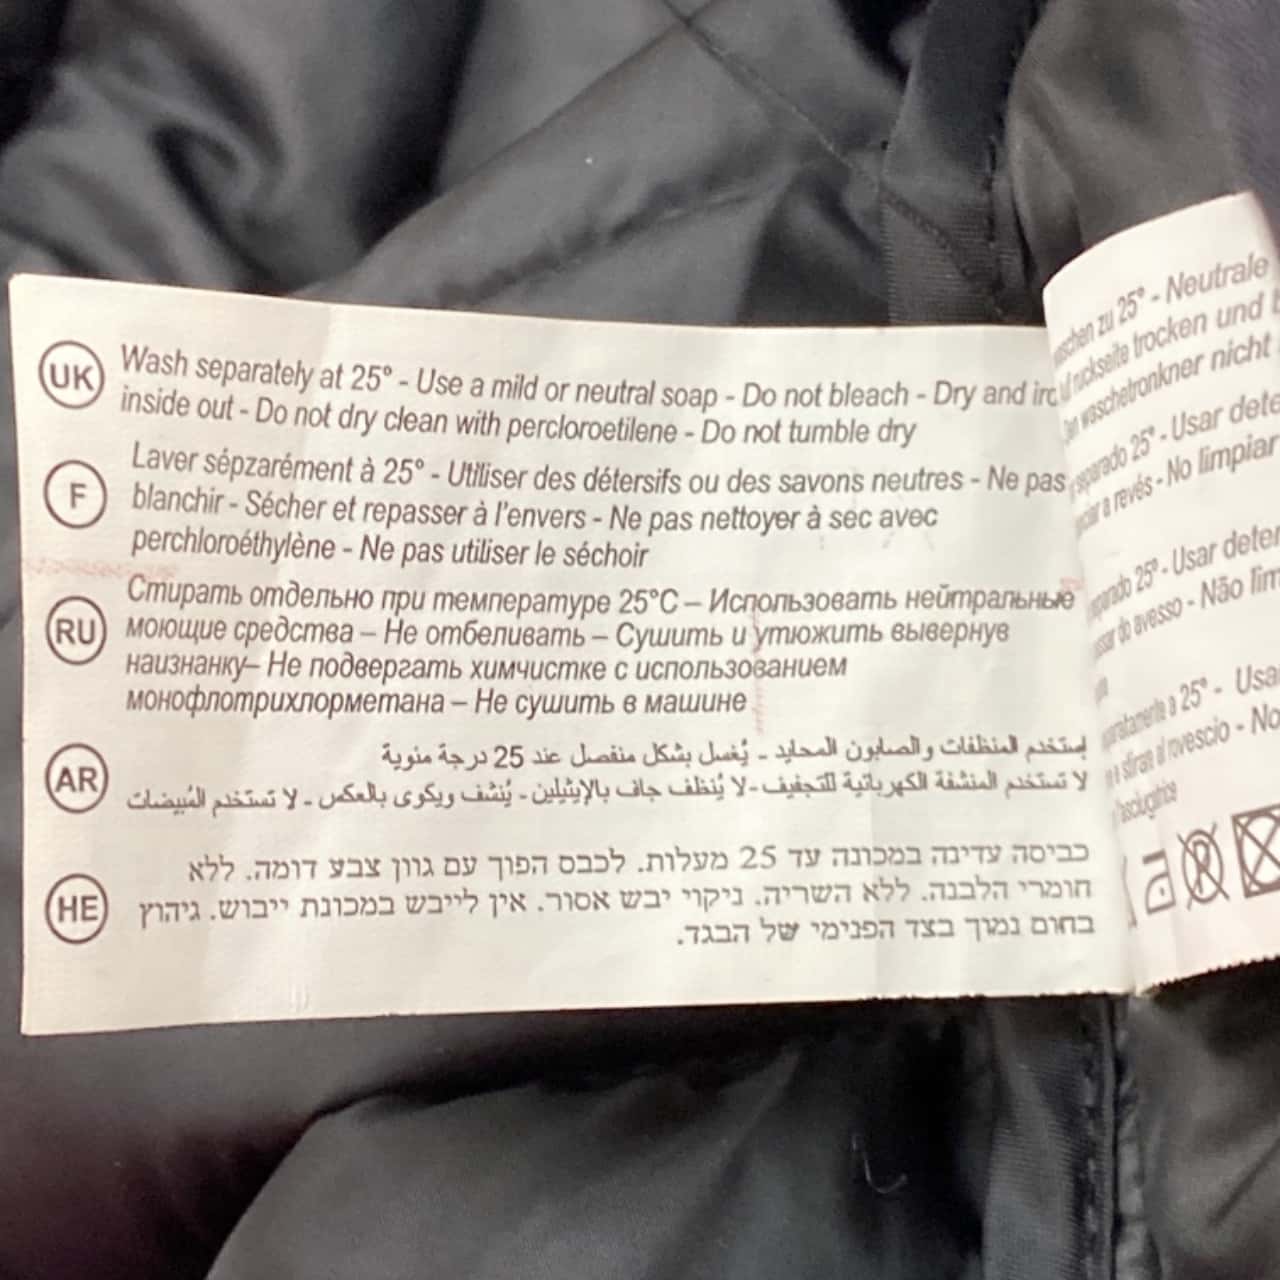 UK
Wash separately at 25° - Use a mild or neutral soap - Do not bleach - Dry and
inside out - Do not dry clean with percloroetilene - Do not tumble dry
F
Laver sépzarément à 25° - Utiliser des détersifs ou des savons neutres - Ne pas
blanchir - Sécher et repasser à l'envers - Ne pas nettoyer à sec avec
perchloroéthylène - Ne pas utiliser le séchoir
RU
Стирать отдельно при температуре 25°C – Использовать нейтральные
моющие средства – Не отбеливать – Сушить и утюжить вывернув
наизнанку– Не подвергать химчистке с использованием
монофлотрихлорметана – Не сушить в машине
AR
إستخدم المنظفات والصابون المحايد - يُغسل بشكل منفصل عند 25 درجة منوية
لا تستخدم المنشفة الكهربائية للتجفيف-لا يُنظف جاف بالإيثيلين- يُنشف ويكوى بالعكس - لا تستخدم المُبيضات
HE
כביסה עדינה במכונה עד 25 מעלות. לכבס הפוך עם גוון צבע דומה. ללא
חומרי הלבנה. ללא השריה. ניקוי יבש אסור. אין לייבש במכונת ייבוש. גיהוץ
בחום נמוך בצד הפנימי של הבגד.
zu 25° - Neutrale
ruckseite trocken und
waschetronkner nicht
25° - Usar
a revés - No limpiar
25° - Usar
do avesso - Não
a 25° - Usa
al rovescio - No
P